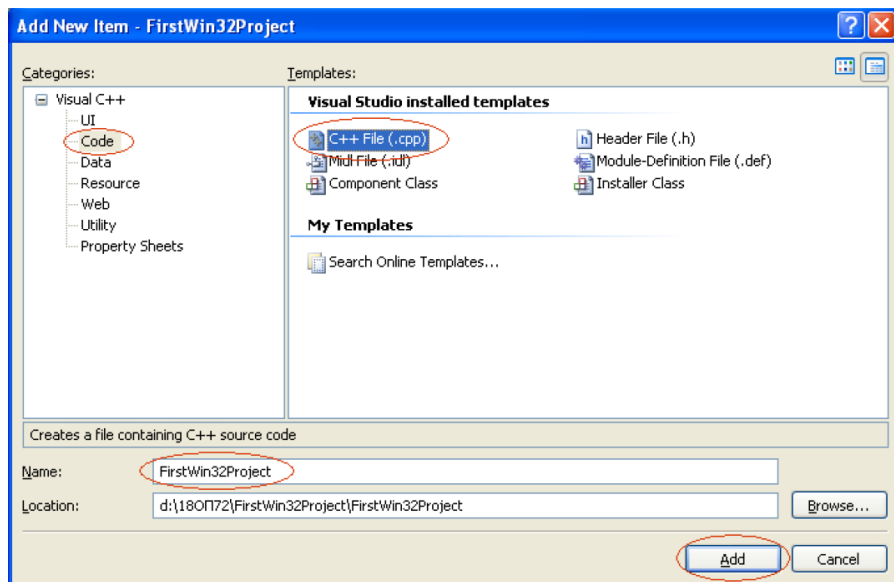 Add New Item - FirstWin32Project
Categories:
Templates:
Visual C++
UI
Code
Data
Resource
Web
Utility
Property Sheets
Visual Studio installed templates
C++ File (.cpp)
Header File (.h)
Midl File (.idl)
Module-Definition File (.def)
Component Class
Installer Class
My Templates
Search Online Templates...
Creates a file containing C++ source code
Name:
FirstWin32Project
Location:
d:\18ОП72\FirstWin32Project\FirstWin32Project
Browse...
Add
Cancel